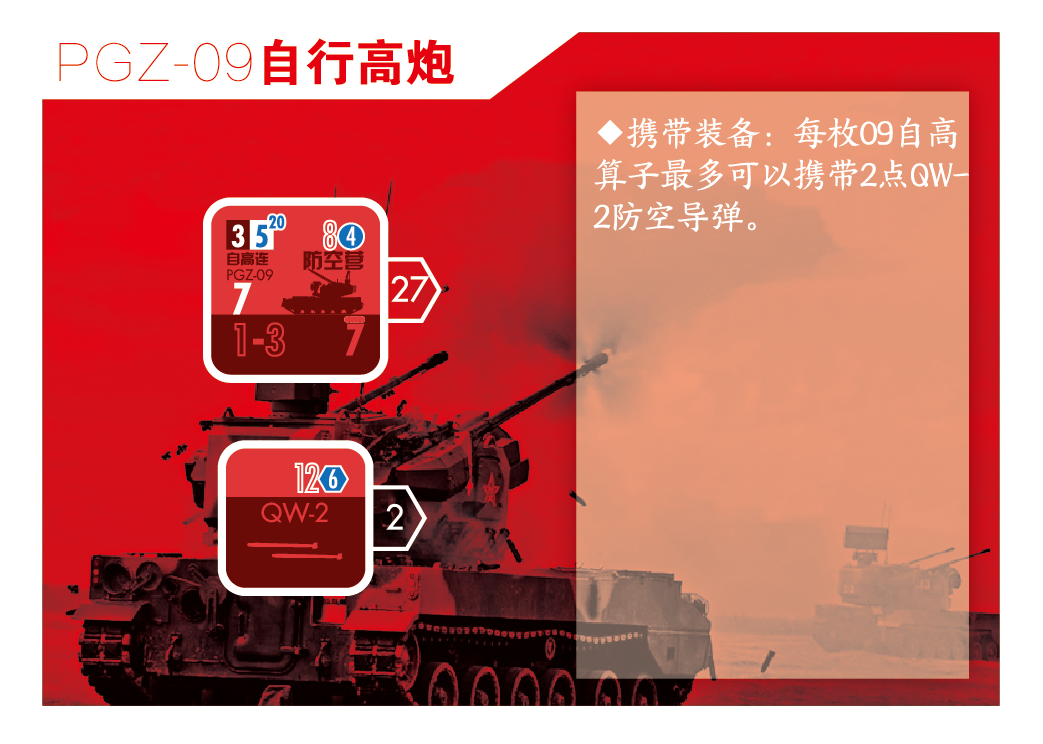 PGZ-09自行高炮
◆携带装备：每枚09自高
算子最多可以携带2点QW-
2防空导弹。
3 5 20 8 4
自高连 防空营
PGZ-09
7
27
1-3 7
12 6
QW-2
2